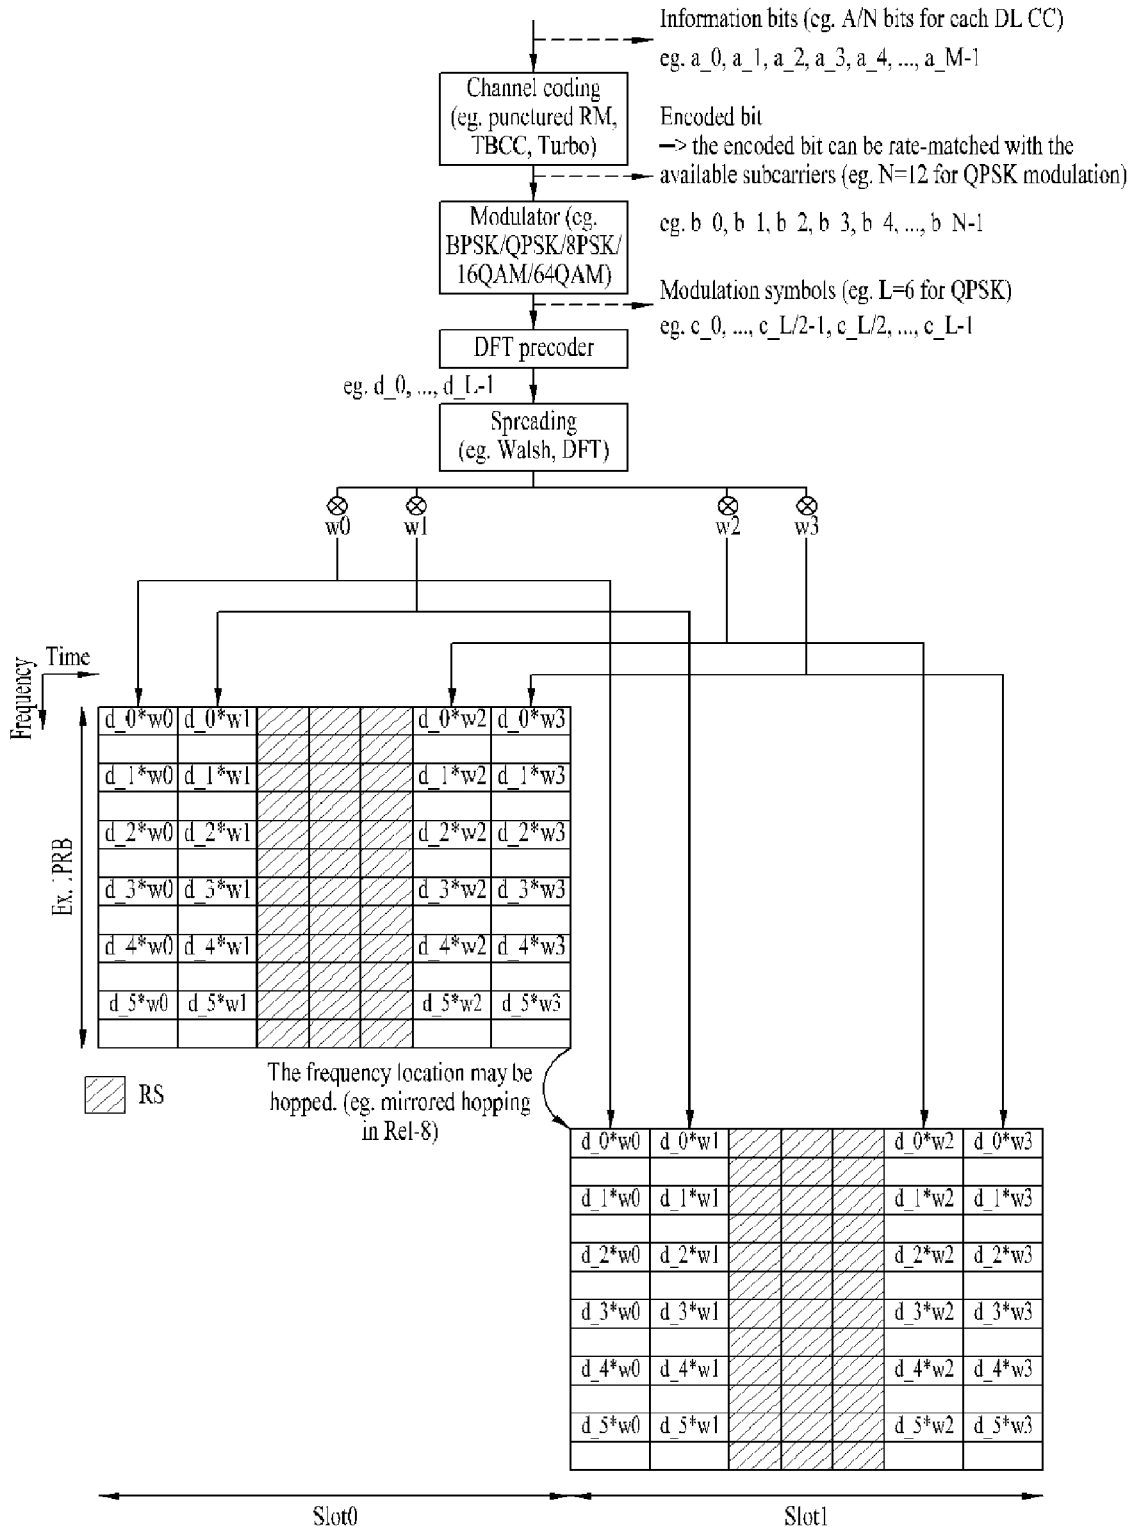 Information bits (eg. A/N bits for each DL CC)
eg. a_0, a_1, a_2, a_3, a_4, ..., a_M-1
Channel coding
(eg. punctured RM,
TBCC, Turbo)
Encoded bit
—> the encoded bit can be rate-matched with the
available subcarriers (eg. N=12 for QPSK modulation)
Modulator (eg.
BPSK/QPSK/8PSK/
16QAM/64QAM)
eg. b 0, b 1, b 2, b 3, b 4, ..., b N-1
Modulation symbols (eg. L=6 for QPSK)
eg. c_0, ..., c_L/2-1, c_L/2, ..., c_L-1
DFT precoder
eg. d_0, ..., d_L-1
Spreading
(eg. Walsh, DFT)
w0 w1 w2 w3
Time
Frequency
d_0*w0 d_0*w1 d_0*w2 d_0*w3
d_1*w0 d_1*w1 d_1*w2 d_1*w3
d_2*w0 d_2*w1 d_2*w2 d_2*w3
d_3*w0 d_3*w1 d_3*w2 d_3*w3
d_4*w0 d_4*w1 d_4*w2 d_4*w3
d_5*w0 d_5*w1 d_5*w2 d_5*w3
Ex. 1PRB
RS
The frequency location may be
hopped. (eg. mirrored hopping
in Rel-8)
d_0*w0 d_0*w1 d_0*w2 d_0*w3
d_1*w0 d_1*w1 d_1*w2 d_1*w3
d_2*w0 d_2*w1 d_2*w2 d_2*w3
d_3*w0 d_3*w1 d_3*w2 d_3*w3
d_4*w0 d_4*w1 d_4*w2 d_4*w3
d_5*w0 d_5*w1 d_5*w2 d_5*w3
Slot0 Slot1